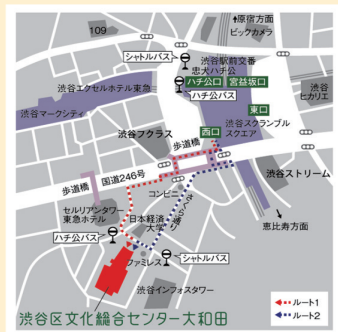 ↑原宿方面
ビックカメラ
109
シャトルバス
渋谷駅前交番
忠犬ハチ公
ハチ公口
宮益坂口
ハチ公バス
渋谷エクセルホテル東急
渋谷マークシティ
東口
渋谷
ヒカリエ
西口
渋谷スクランブル
スクエア
渋谷フクラス
歩道橋
渋谷ストリーム
国道246号
歩道橋
コンビニ
さくら通り
セルリアンタワー
東急ホテル
日本経済
大学
恵比寿方面
ハチ公バス
ファミレス
シャトルバス
渋谷インフォスタワー
ルート1
ルート2
渋谷区文化総合センター大和田